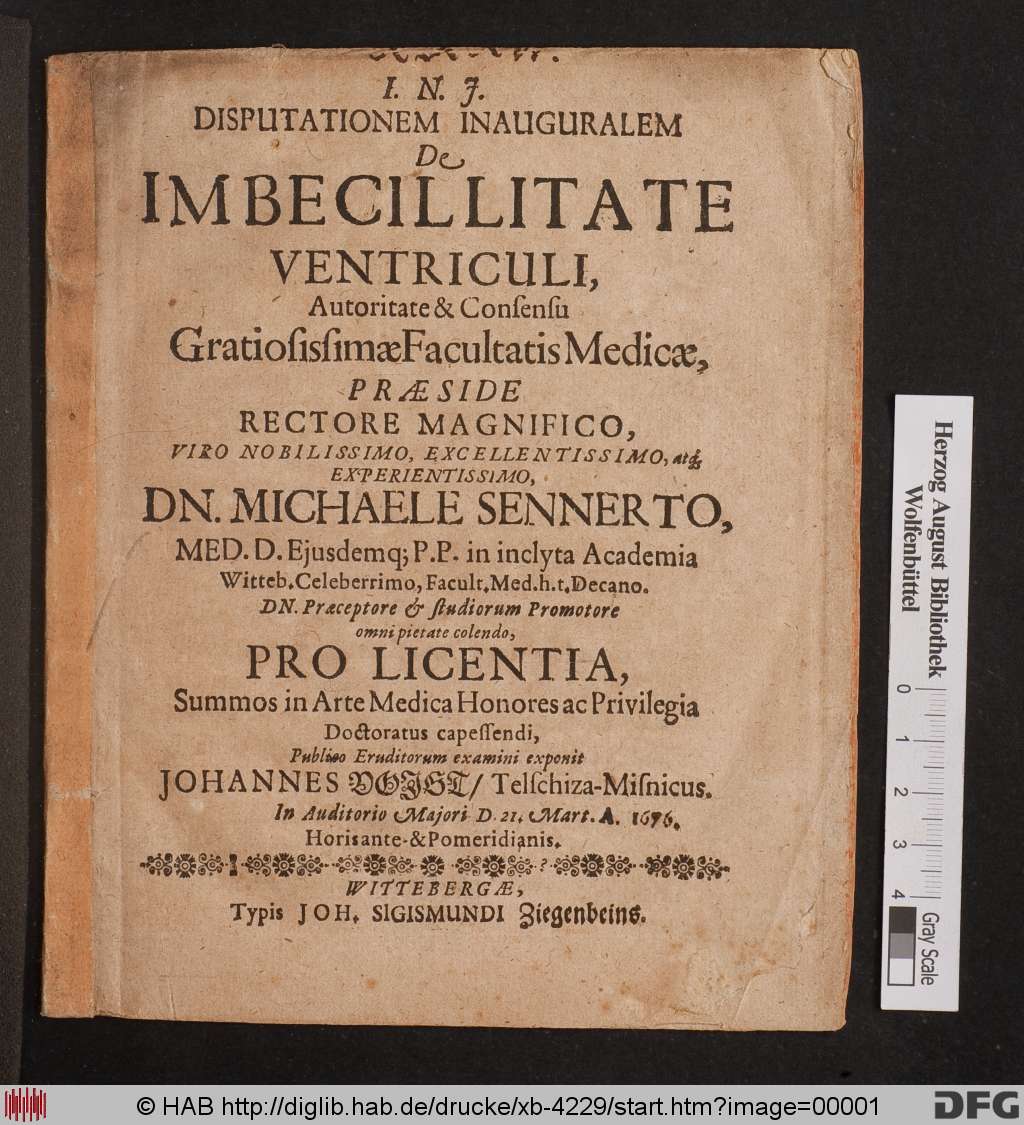 I. N. J.
DISPUTATIONEM INAUGURALEM
De
IMBECILLITATE
VENTRICULI,
Autoritate & Conſenſu
Gratioſisſimæ Facultatis Medicæ,
PRÆSIDE
RECTORE MAGNIFICO,
VIRO NOBILISSIMO, EXCELLENTISSIMO, atq;
EXPERIENTISSIMO,
DN. MICHAELE SENNERTO,
MED. D. Ejusdemq; P.P. in inclyta Academia
Witteb. Celeberrimo, Facult. Med. h. t. Decano.
DN. Præceptore & ſtudiorum Promotore
omni pietate colendo,
PRO LICENTIA,
Summos in Arte Medica Honores ac Privilegia
Doctoratus capeſſendi,
Publico Eruditorum examini exponit
JOHANNES VOJGT / Telſchiza-Miſnicus.
In Auditorio Majori D. 21. Mart. A. 1676.
Horis ante- & Pomeridianis.
WITTEBERGÆ,
Typis JOH. SIGISMUNDI Ziegenbeins.
Herzog August Bibliothek
Wolfenbüttel
0 1 2 3 4
Gray Scale
© HAB http://diglib.hab.de/drucke/xb-4229/start.htm?image=00001
DFG